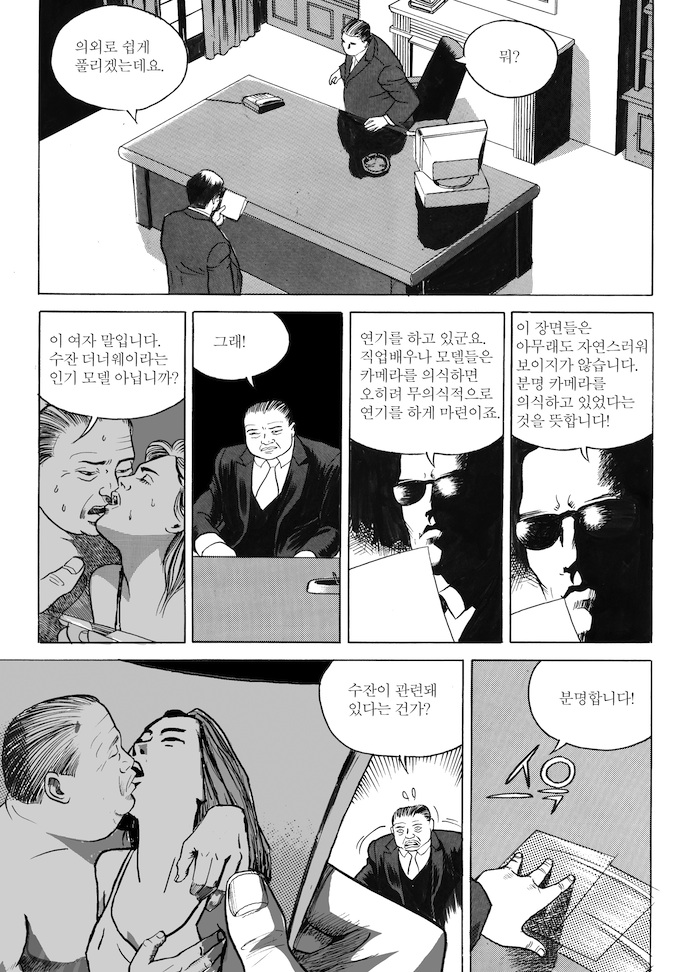 의외로 쉽게
풀리겠는데요.
뭐?
이 여자 말입니다.
수잔 더너웨이라는
인기 모델 아닙니까?
그래!
연기를 하고 있군요.
직업배우나 모델들은
카메라를 의식하면
오히려 무의식적으로
연기를 하게 마련이죠.
이 장면들은
아무래도 자연스러워
보이지가 않습니다.
분명 카메라를
의식하고 있었다는
것을 뜻합니다!
수잔이 관련돼
있다는 건가?
분명합니다!
스윽